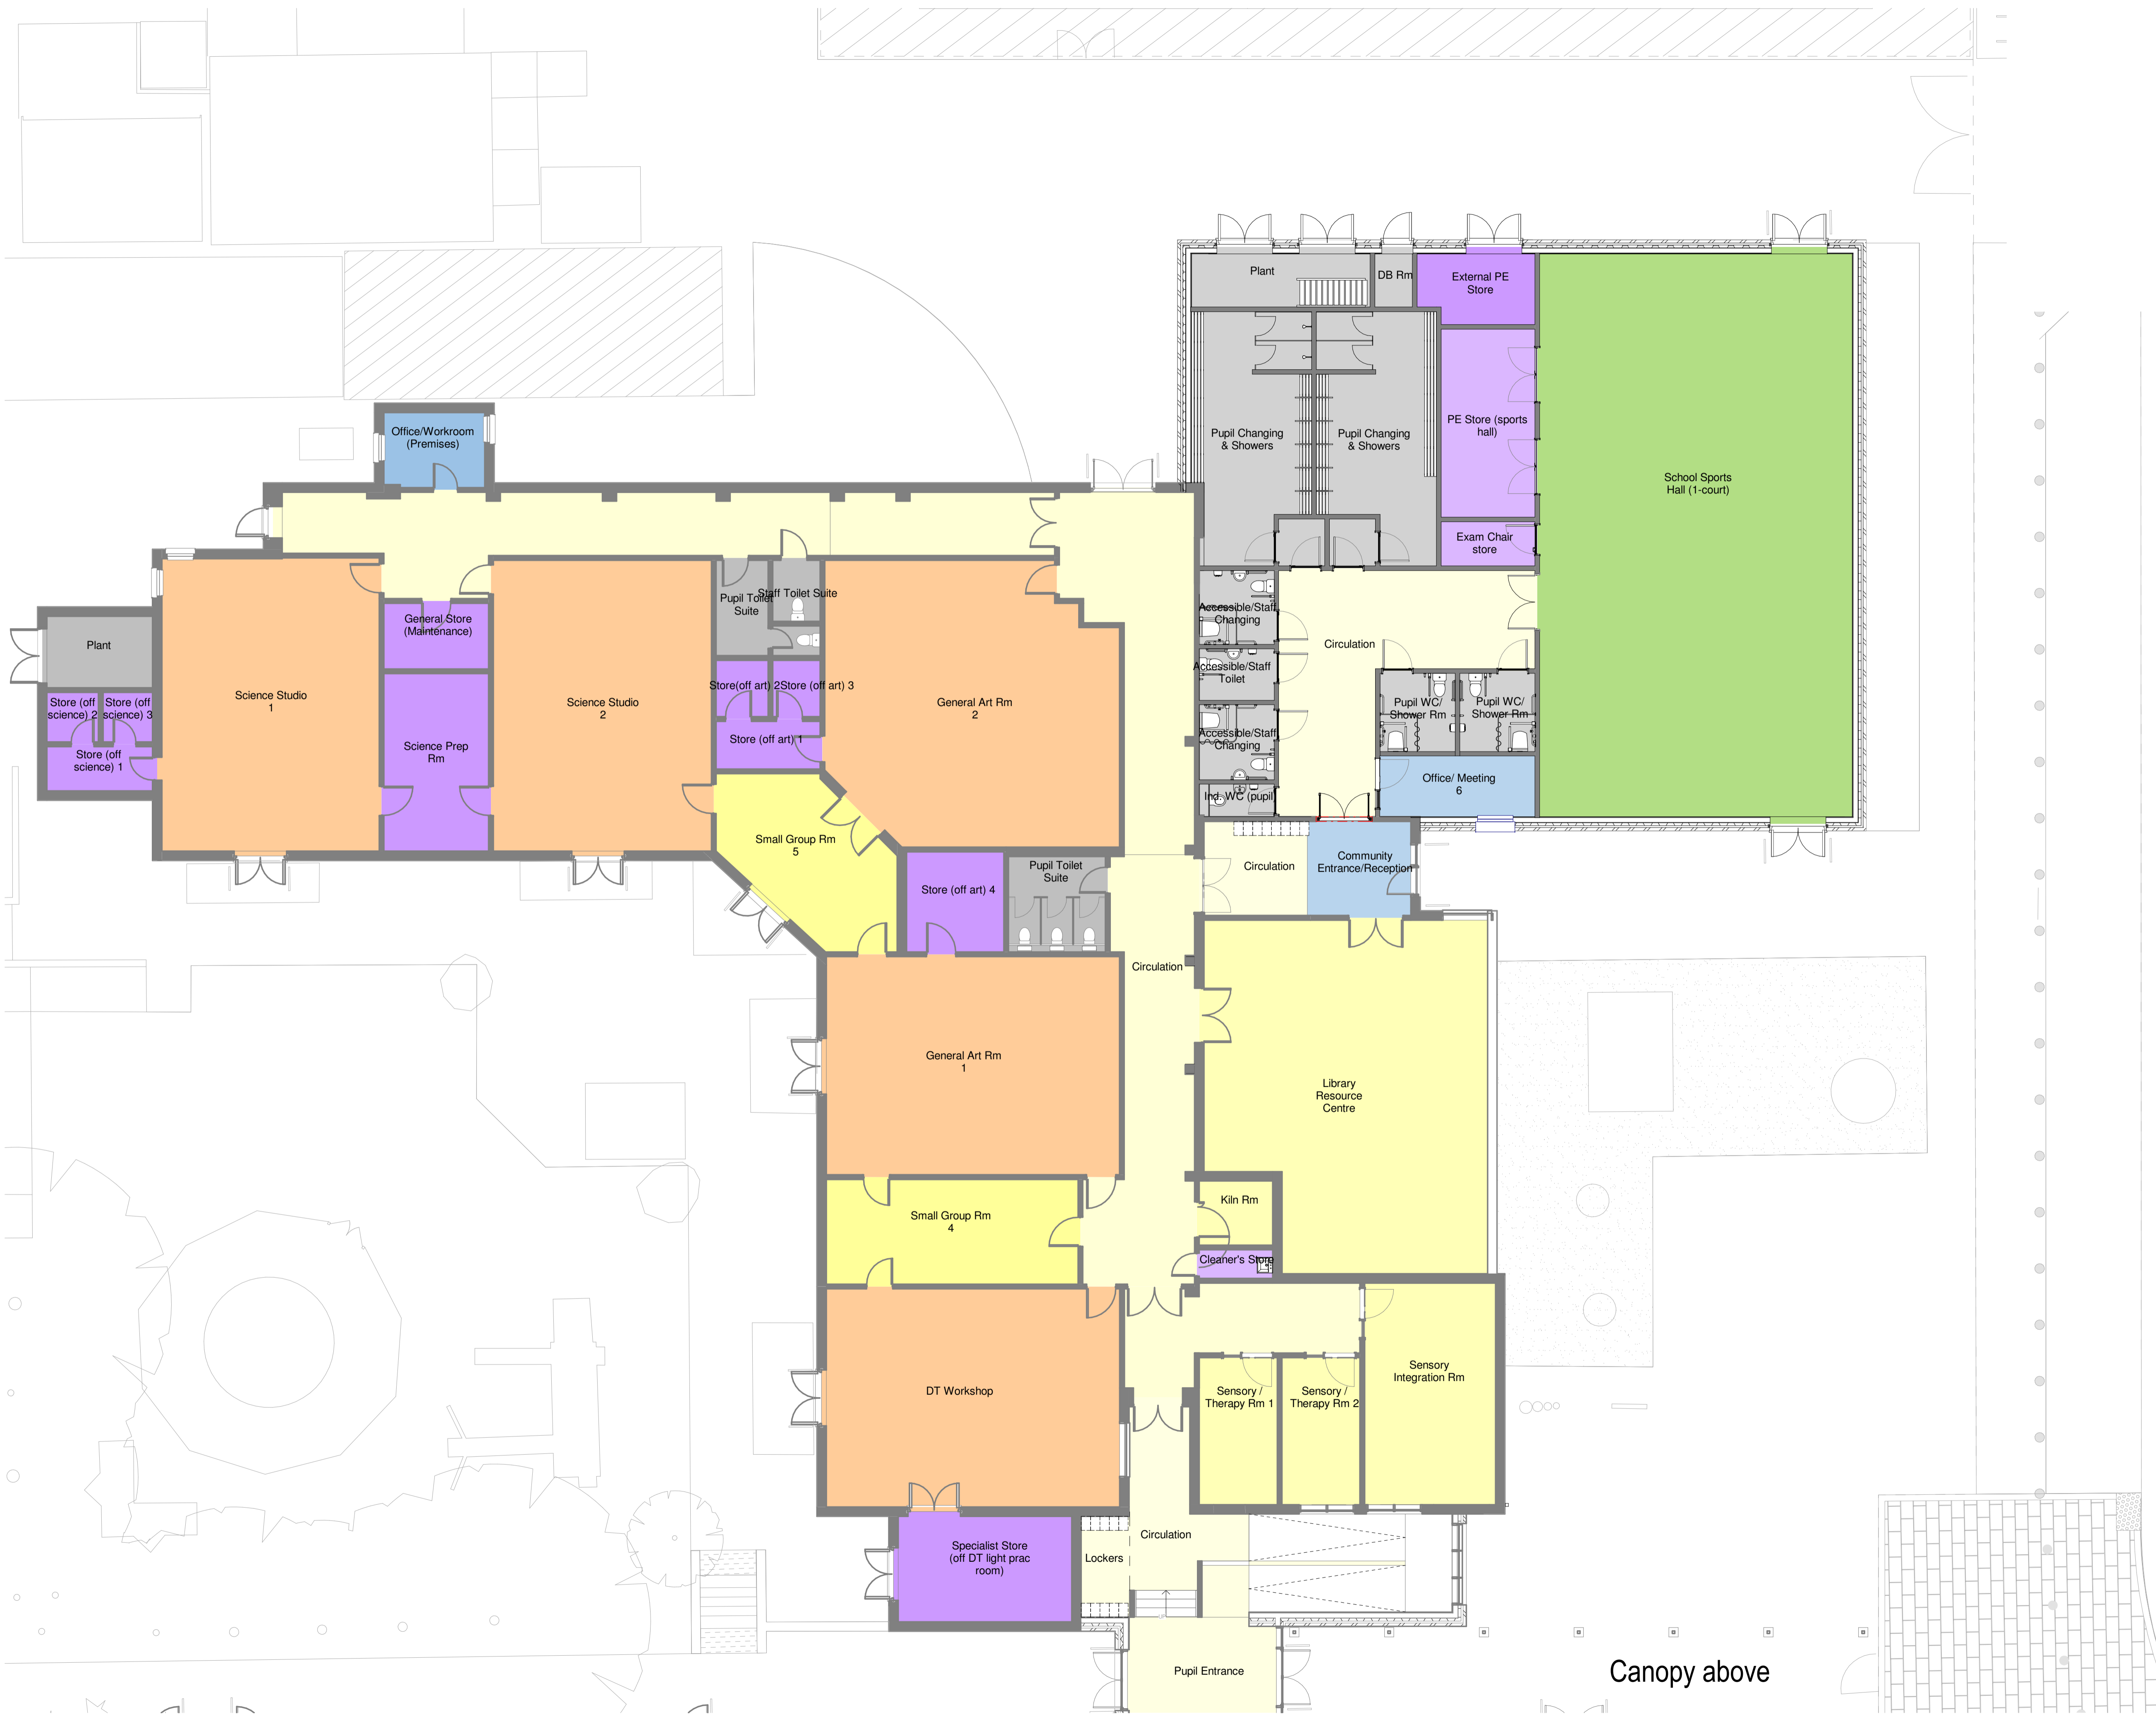 Plant
DB Rm
External PE
Store
Office/Workroom
(Premises)
Pupil Changing
& Showers
Pupil Changing
& Showers
PE Store (sports
hall)
School Sports
Hall (1-court)
Exam Chair
store
Pupil Toilet
Suite
Staff Toilet Suite
General Store
(Maintenance)
Accessible/Staff
Changing
Plant
Circulation
Accessible/Staff
Toilet
Science Studio
1
Science Studio
2
Store(off art) 2
Store (off art) 3
General Art Rm
2
Store (off
science) 2
Store (off
science) 3
Pupil WC/
Shower Rm
Pupil WC/
Shower Rm
Science Prep
Rm
Store (off art) 1
Accessible/Staff
Changing
Store (off
science) 1
Office/ Meeting
6
Ind. WC (pupil)
Small Group Rm
5
Community
Entrance/Reception
Circulation
Pupil Toilet
Suite
Store (off art) 4
Circulation
General Art Rm
1
Library
Resource
Centre
Kiln Rm
Small Group Rm
4
Cleaner's Store
Sensory
Integration Rm
DT Workshop
Sensory /
Therapy Rm 1
Sensory /
Therapy Rm 2
Circulation
Specialist Store
(off DT light prac
room)
Lockers
Pupil Entrance
Canopy above